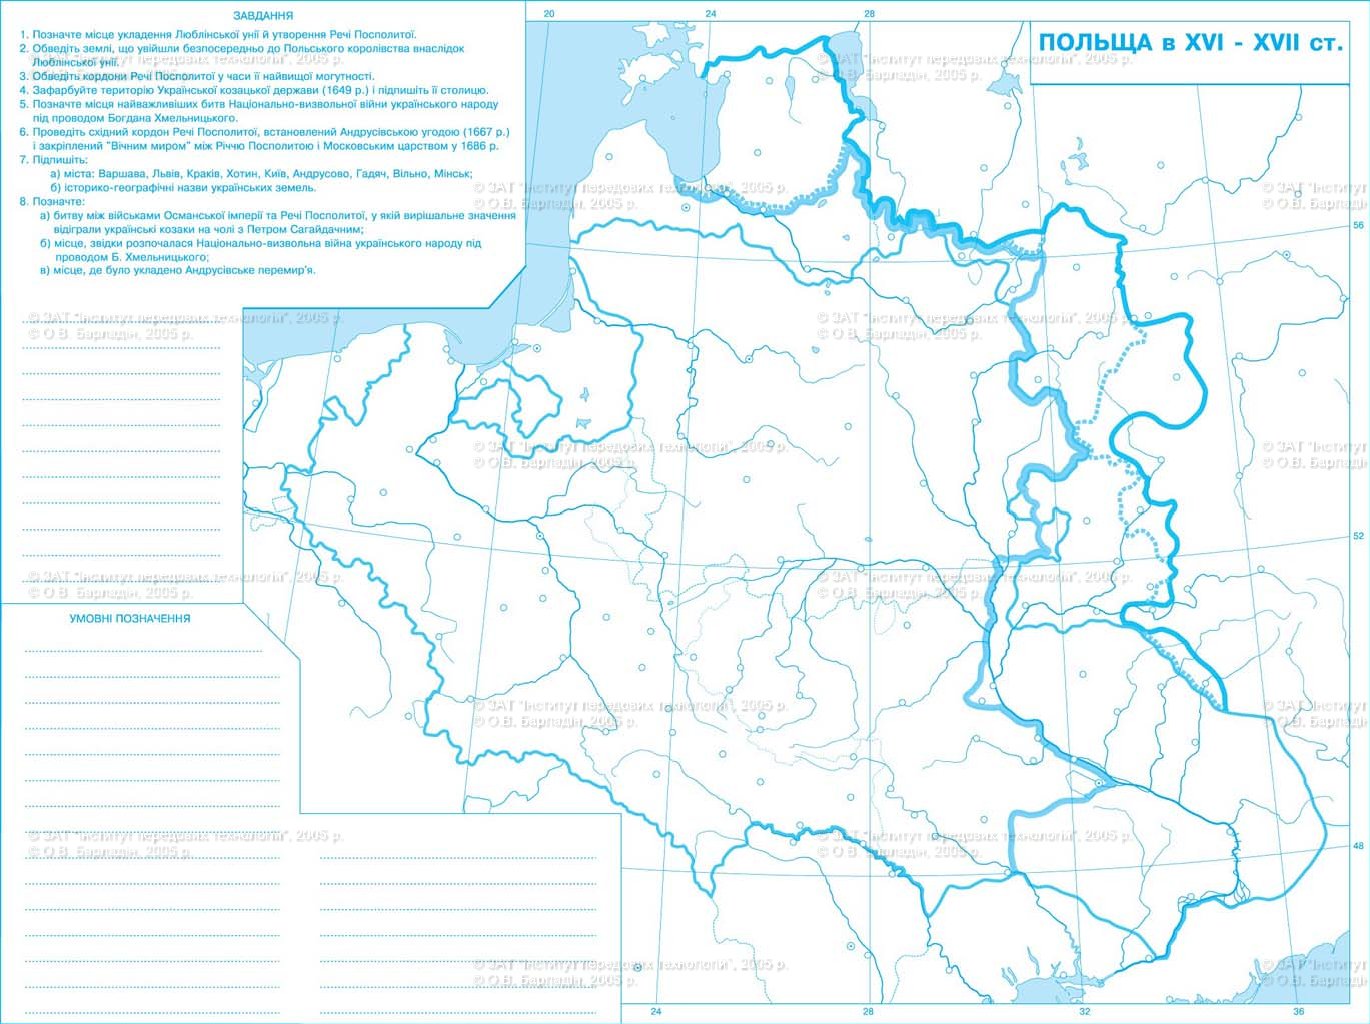 ЗАВДАННЯ
1. Позначте місце укладення Люблінської унії й утворення Речі Посполитої.
2. Обведіть землі, що увійшли безпосередньо до Польського королівства внаслідок
Люблінської унії.
3. Обведіть кордони Речі Посполитої у часи її найвищої могутності.
4. Зафарбуйте територію Української козацької держави (1649 р.) і підпишіть її столицю.
5. Позначте місця найважливіших битв Національно-визвольної війни українського народу
під проводом Богдана Хмельницького.
6. Проведіть східний кордон Речі Посполитої, встановлений Андрусівською угодою (1667 р.)
і закріплений "Вічним миром" між Річчю Посполитою і Московським царством у 1686 р.
7. Підпишіть:
а) міста: Варшава, Львів, Краків, Хотин, Київ, Андрусово, Гадяч, Вільно, Мінськ;
б) історико-географічні назви українських земель.
8. Позначте:
а) битву між військами Османської імперії та Речі Посполитої, у якій вирішальне значення
відіграли українські козаки на чолі з Петром Сагайдачним;
б) місце, звідки розпочалася Національно-визвольна війна українського народу під
проводом Б. Хмельницького;
в) місце, де було укладено Андрусівське перемир'я.
ПОЛЬЩА в XVI - XVII ст.
20
24
28
56
52
48
УМОВНІ ПОЗНАЧЕННЯ
24
28
32
36
© ЗАТ "Інститут передових технологій", 2005 р.
© О.В. Барладін, 2005 р.